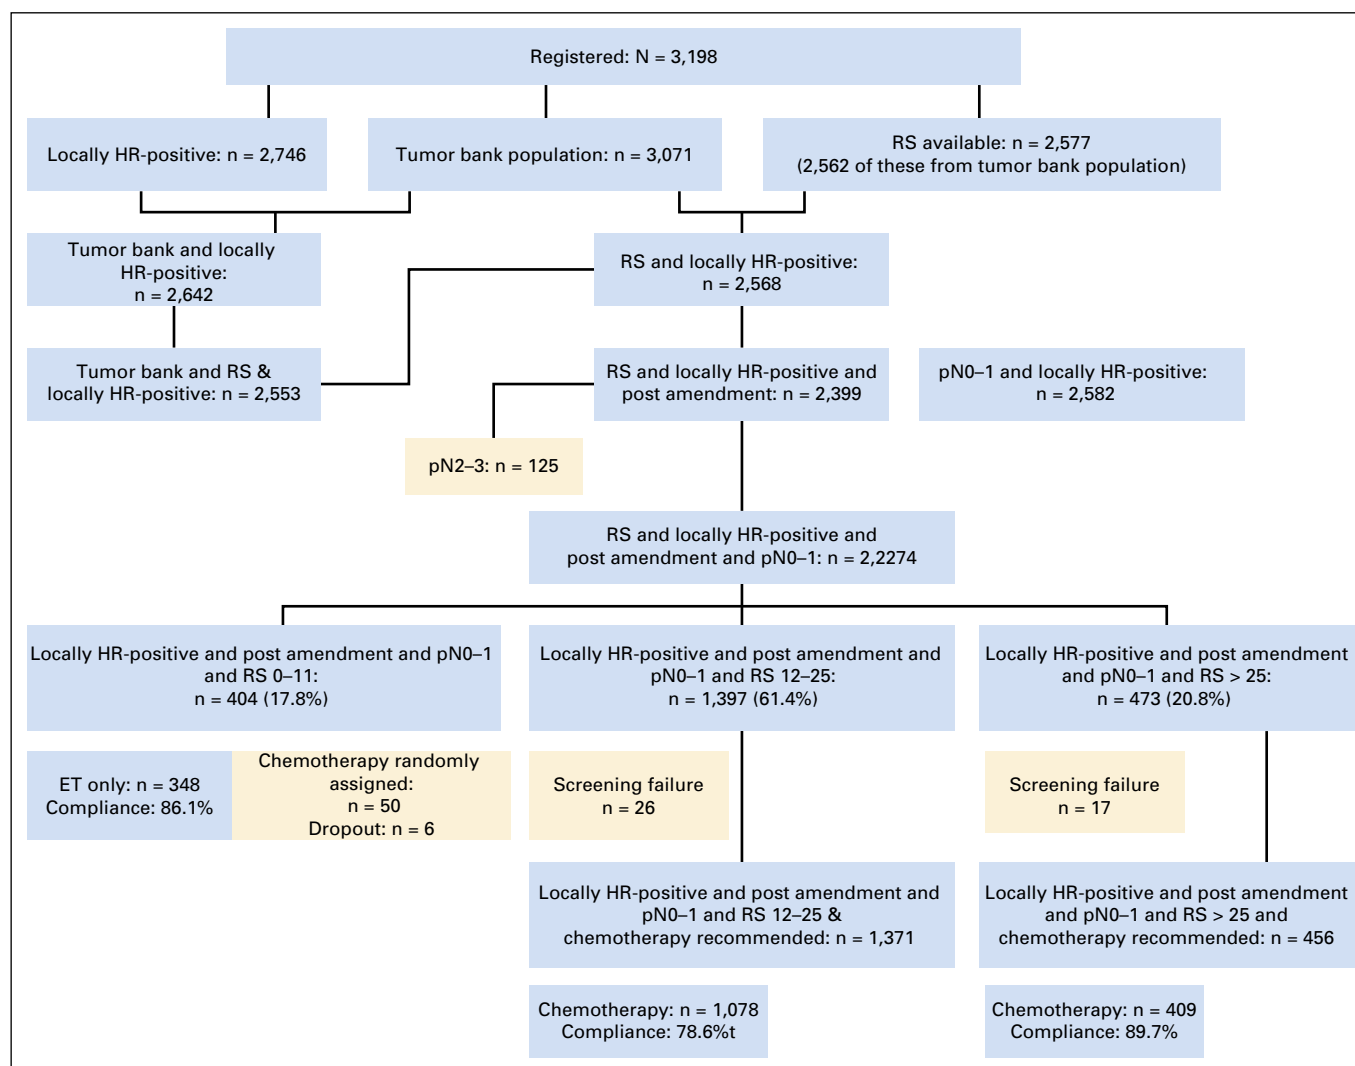 Registered: N = 3,198
Locally HR-positive: n = 2,746
Tumor bank population: n = 3,071
RS available: n = 2,577
(2,562 of these from tumor bank population)
Tumor bank and locally
HR-positive:
n = 2,642
RS and locally HR-positive:
n = 2,568
Tumor bank and RS &
locally HR-positive: n = 2,553
RS and locally HR-positive and
post amendment: n = 2,399
pN0–1 and locally HR-positive:
n = 2,582
pN2–3: n = 125
RS and locally HR-positive and
post amendment and pN0–1: n = 2,2274
Locally HR-positive and post amendment and pN0–1
and RS 0–11:
n = 404 (17.8%)
Locally HR-positive and post amendment and
pN0–1 and RS 12–25:
n = 1,397 (61.4%)
Locally HR-positive and post amendment
and pN0–1 and RS > 25:
n = 473 (20.8%)
ET only: n = 348
Compliance: 86.1%
Chemotherapy randomly
assigned:
n = 50
Dropout: n = 6
Screening failure
n = 26
Screening failure
n = 17
Locally HR-positive and post amendment and
pN0–1 and RS 12–25 &
chemotherapy recommended: n = 1,371
Locally HR-positive and post amendment
and pN0–1 and RS > 25 and
chemotherapy recommended: n = 456
Chemotherapy: n = 1,078
Compliance: 78.6%t
Chemotherapy: n = 409
Compliance: 89.7%